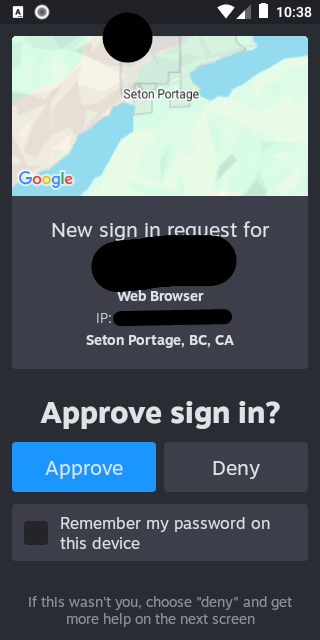 10:38
Seton Portage
Google
New sign in request for
Web Browser
IP:
Seton Portage, BC, CA
Approve sign in?
Approve
Deny
Remember my password on
this device
If this wasn't you, choose "deny" and get
more help on the next screen